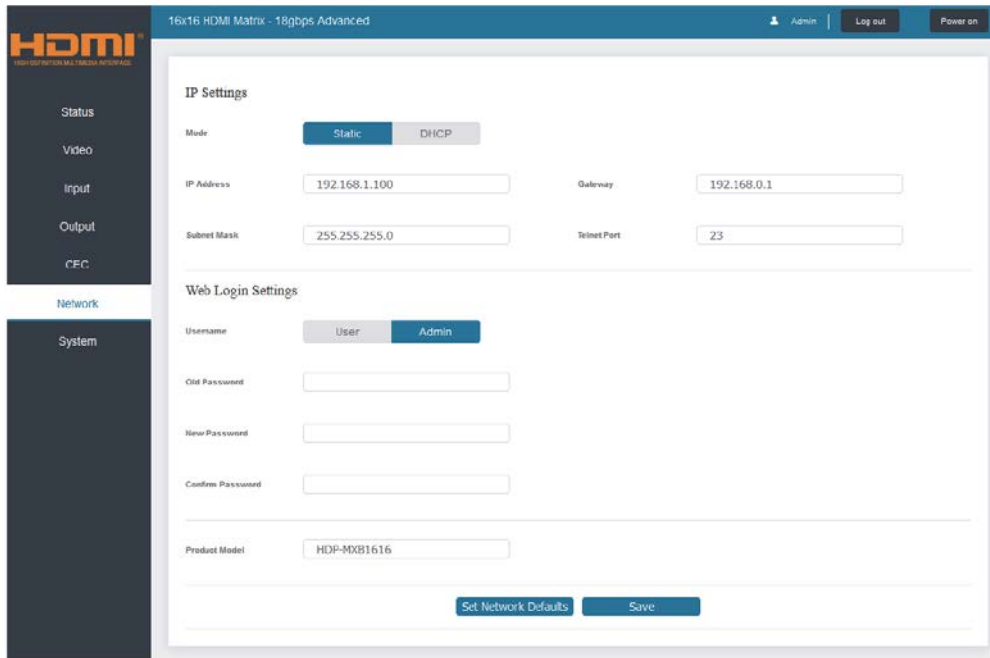 16x16 HDMI Matrix - 18gbps Advanced
Admin
Log out
Power on
HDMI®
HIGH DEFINITION MULTIMEDIA INTERFACE
Status
Video
Input
Output
CEC
Network
System
IP Settings
Mode
Static
DHCP
IP Address
192.168.1.100
Gateway
192.168.0.1
Subnet Mask
255.255.255.0
Telnet Port
23
Web Login Settings
Username
User
Admin
Old Password
New Password
Confirm Password
Product Model
HDP-MXB1616
Set Network Defaults
Save